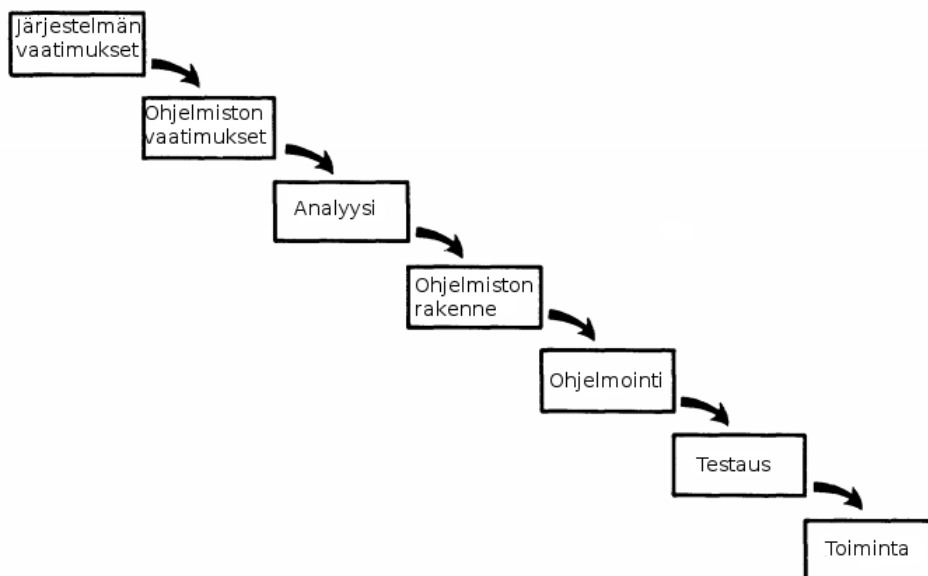 Järjestelmän
vaatimukset
Ohjelmiston
vaatimukset
Analyysi
Ohjelmiston
rakenne
Ohjelmointi
Testaus
Toiminta